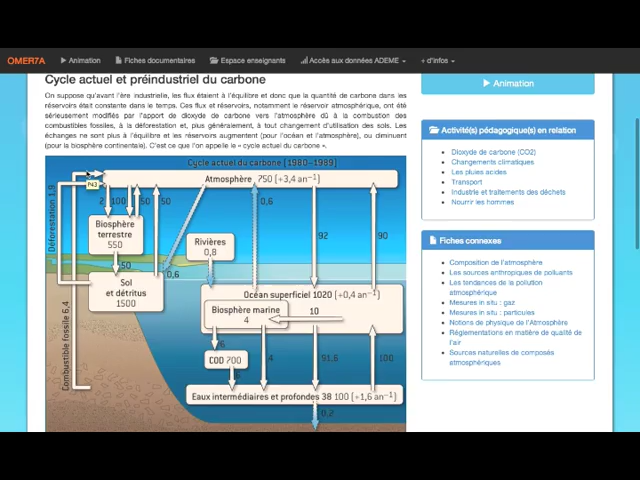 OMER7A
Animation
Fiches documentaires
Espace enseignants
Accès aux données ADEME
+ d'infos
Cycle actuel et préindustriel du carbone
On suppose qu'avant l'ère industrielle, les flux étaient à l'équilibre et donc que la quantité de carbone dans les
réservoirs était constante dans le temps. Ces flux et réservoirs, notamment le réservoir atmosphérique, ont été
sérieusement modifiés par l'apport de dioxyde de carbone vers l'atmosphère dû à la combustion des
combustibles fossiles, à la déforestation et, plus généralement, à tout changement d'utilisation des sols. Les
échanges ne sont plus à l'équilibre et les réservoirs augmentent (pour l'océan et l'atmosphère), ou diminuent
(pour la biosphère continentale). C'est ce que l'on appelle le « cycle actuel du carbone ».
Cycle actuel du carbone (1980-1989)
Atmosphère 750 (+3,4 an⁻¹)
P43
2
100
50
50
0,6
92
90
Déforestation 1,9
Biosphère
terrestre
550
Rivières
0,8
50
0,6
Sol
et détritus
1500
Océan superficiel 1020 (+0,4 an⁻¹)
Biosphère marine
4
10
Combustible fossile 6,4
6
COD 700
4
91,6
100
6
Eaux intermédiaires et profondes 38 100 (+1,6 an⁻¹)
0,2
Animation
Activité(s) pédagogique(s) en relation
Dioxyde de carbone (CO2)
Changements climatiques
Les pluies acides
Transport
Industrie et traitements des déchets
Nourrir les hommes
Fiches connexes
Composition de l'atmosphère
Les sources anthropiques de polluants
Les tendances de la pollution
atmosphérique
Mesures in situ : gaz
Mesures in situ : particules
Notions de physique de l'Atmosphère
Réglementations en matière de qualité de
l'air
Sources naturelles de composés
atmosphériques